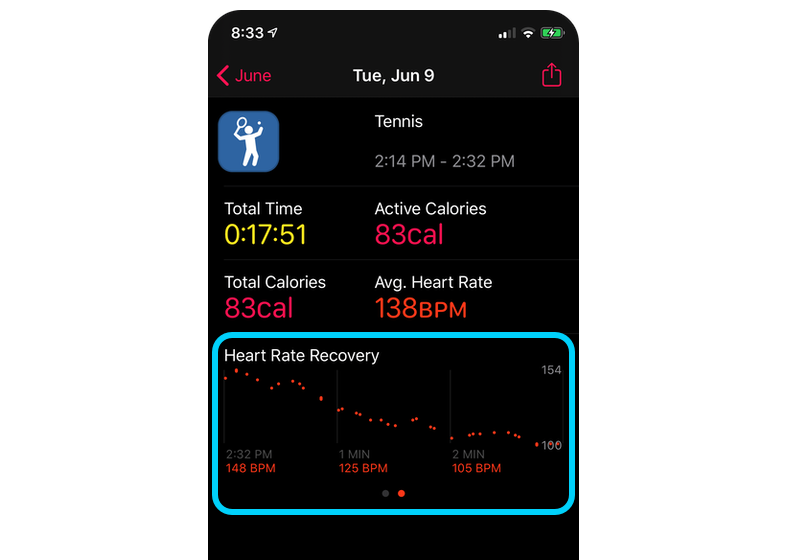 8:33
June
Tue, Jun 9
Tennis
2:14 PM - 2:32 PM
Total Time
Active Calories
0:17:51
83cal
Total Calories
Avg. Heart Rate
83cal
138BPM
Heart Rate Recovery
154
100
2:32 PM
1 MIN
2 MIN
148 BPM
125 BPM
105 BPM